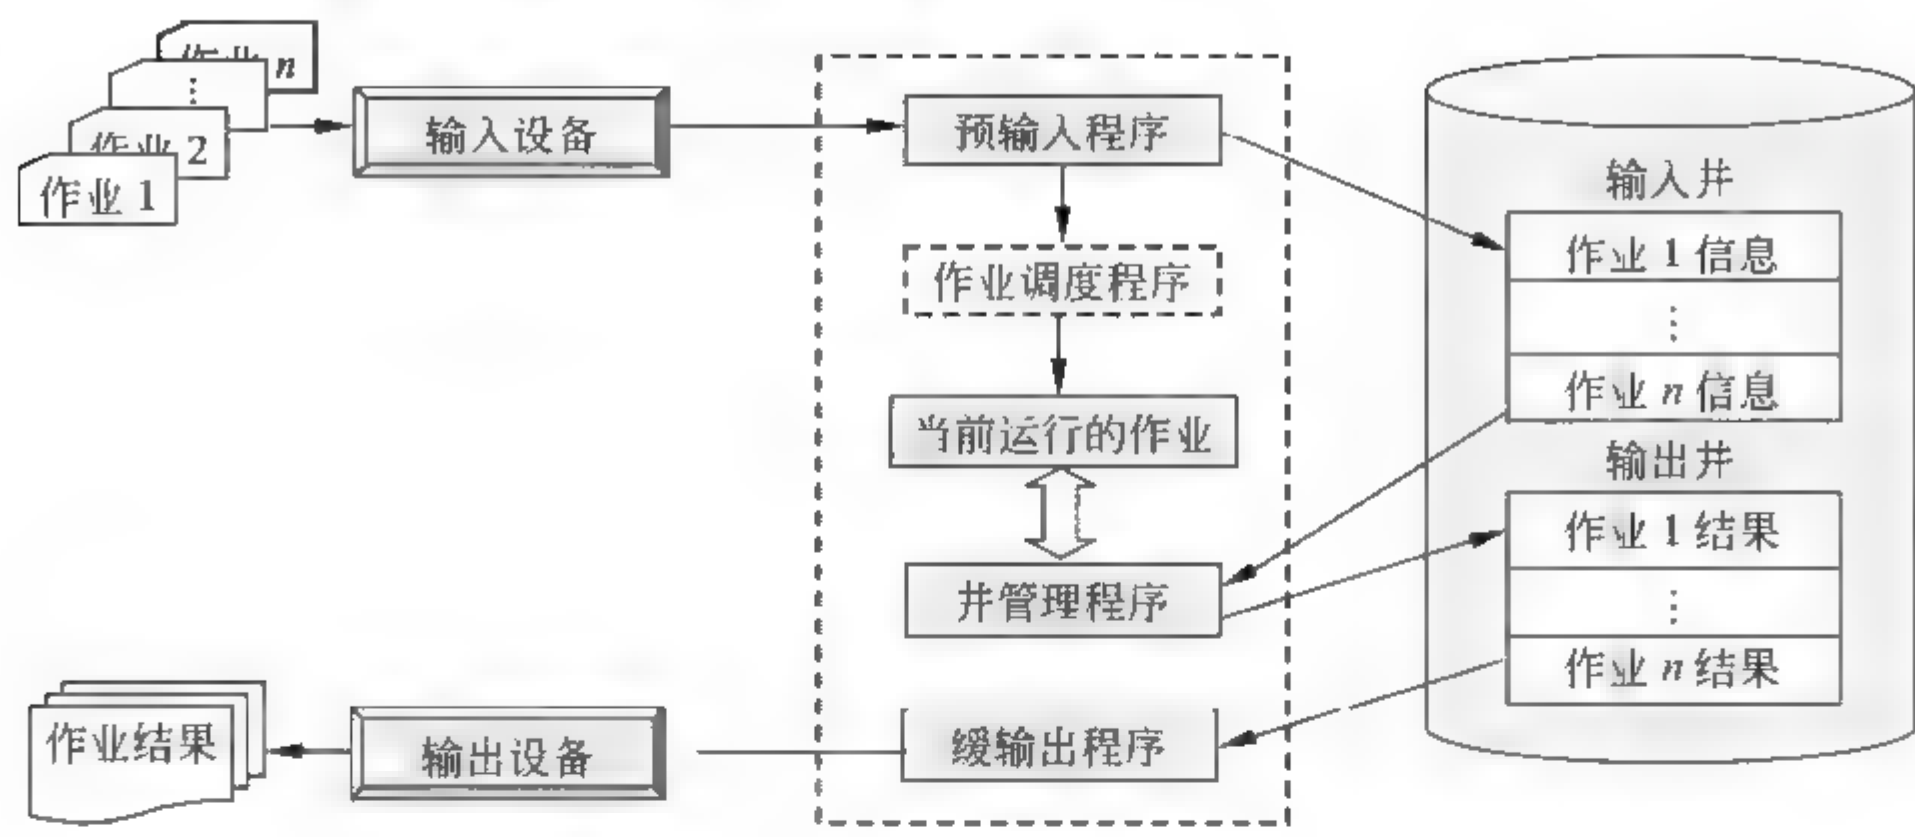 作业 n
⋮
作业 2
作业 1
输入设备
预输入程序
作业调度程序
当前运行的作业
井管理程序
缓输出程序
输入井
作业 1 信息
⋮
作业 n 信息
输出井
作业 1 结果
⋮
作业 n 结果
输出设备
作业结果